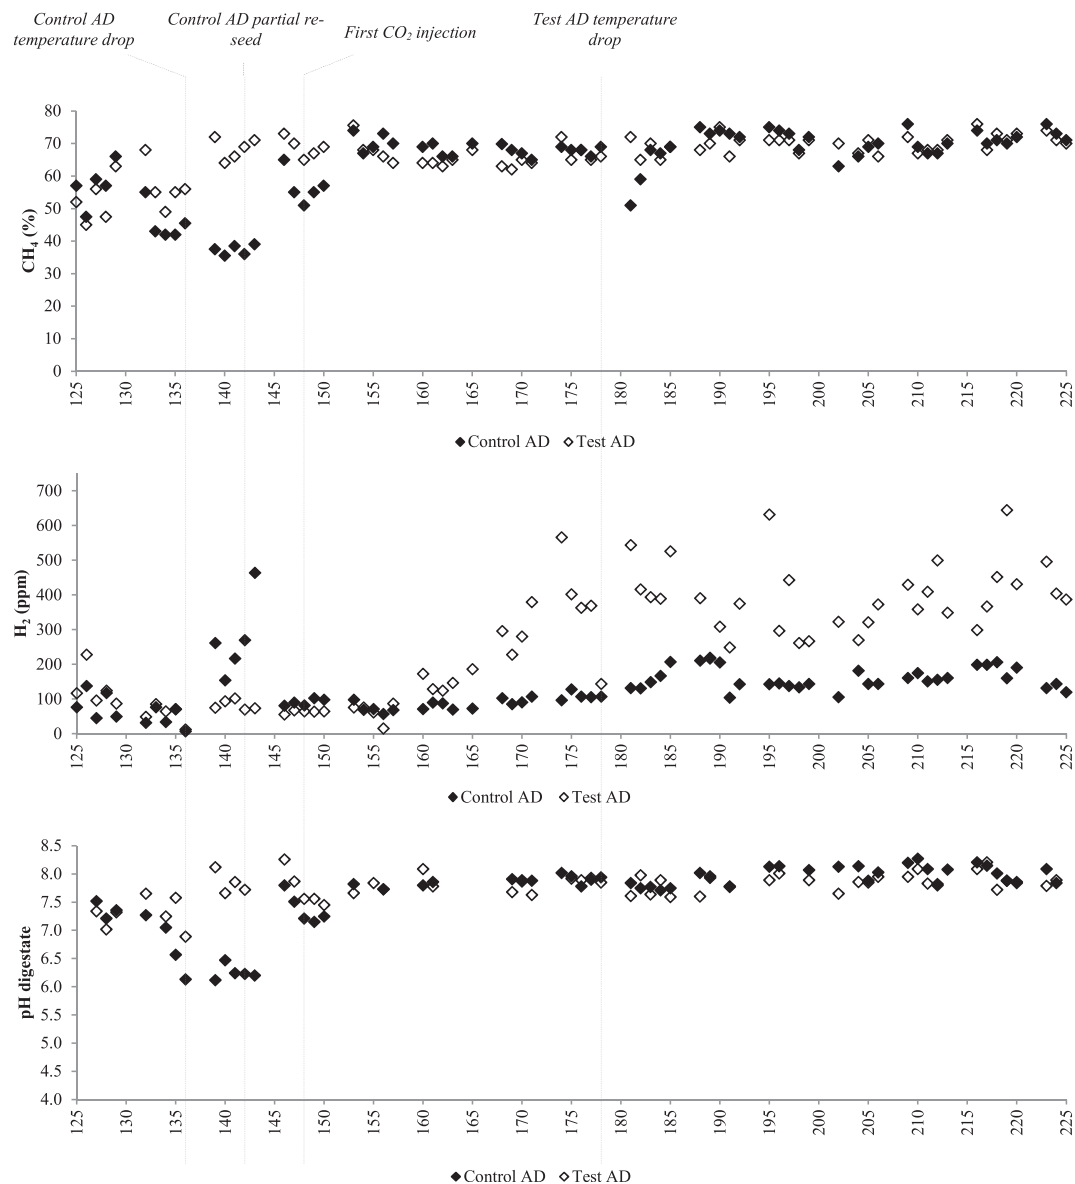 Control AD
temperature drop
Control AD partial re-
seed
First CO₂ injection
Test AD temperature
drop
CH₄ (%)
80
70
60
50
40
30
20
10
0
125 130 135 140 145 150 155 160 165 170 175 180 185 190 195 200 205 210 215 220 225
Control AD Test AD
H₂ (ppm)
700
600
500
400
300
200
100
0
125 130 135 140 145 150 155 160 165 170 175 180 185 190 195 200 205 210 215 220 225
Control AD Test AD
pH digestate
8.5
8.0
7.5
7.0
6.5
6.0
5.5
5.0
4.5
4.0
125 130 135 140 145 150 155 160 165 170 175 180 185 190 195 200 205 210 215 220 225
Control AD Test AD